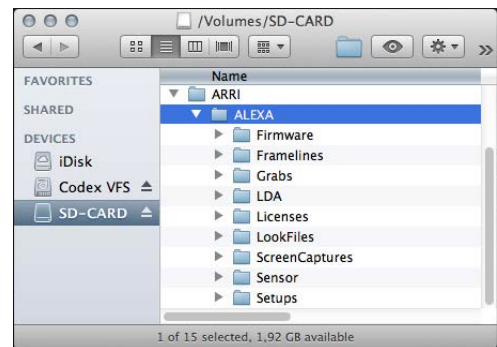 /Volumes/SD-CARD
FAVORITES
SHARED
DEVICES
iDisk
Codex VFS
SD-CARD
Name
ARRI
ALEXA
Firmware
Framelines
Grabs
LDA
Licenses
LookFiles
ScreenCaptures
Sensor
Setups
1 of 15 selected, 1,92 GB available